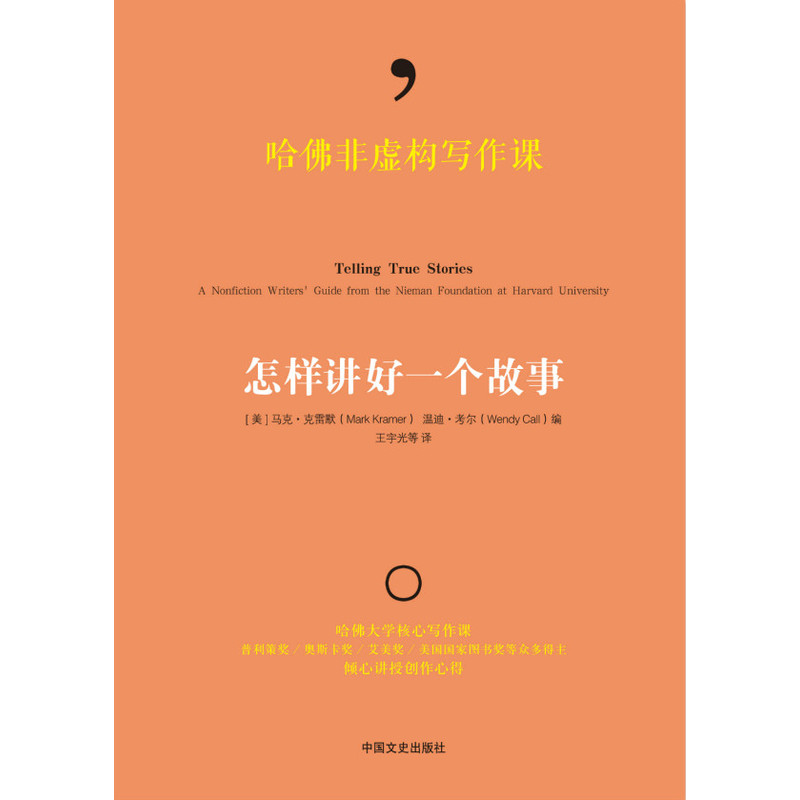 ，
哈佛非虚构写作课
Telling True Stories
A Nonfiction Writers' Guide from the Nieman Foundation at Harvard University
怎样讲好一个故事
［美］马克·克雷默（Mark Kramer） 温迪·考尔（Wendy Call）编
王宇光等 译
。
哈佛大学核心写作课
普利策奖／奥斯卡奖／艾美奖／美国国家图书奖等众多得主
倾心讲授创作心得
中国文史出版社